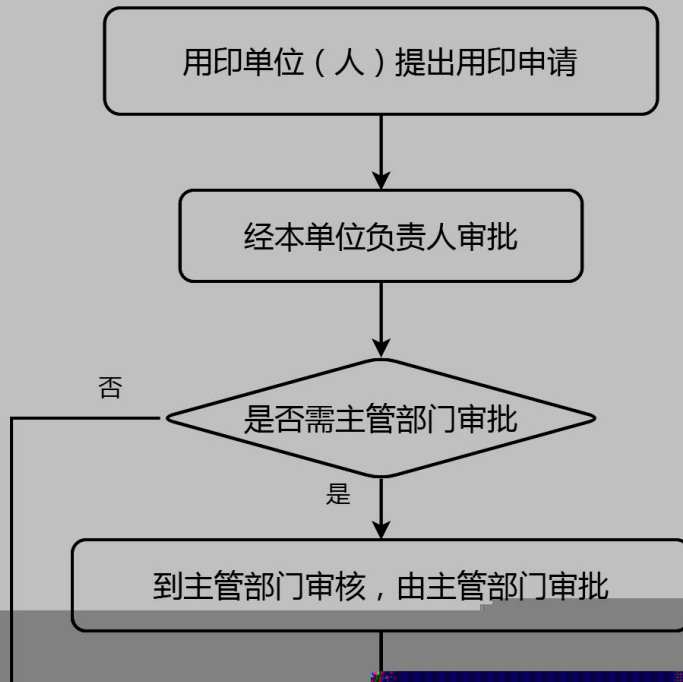 用印单位（人）提出用印申请
经本单位负责人审批
否
是否需主管部门审批
是
到主管部门审核，由主管部门审批